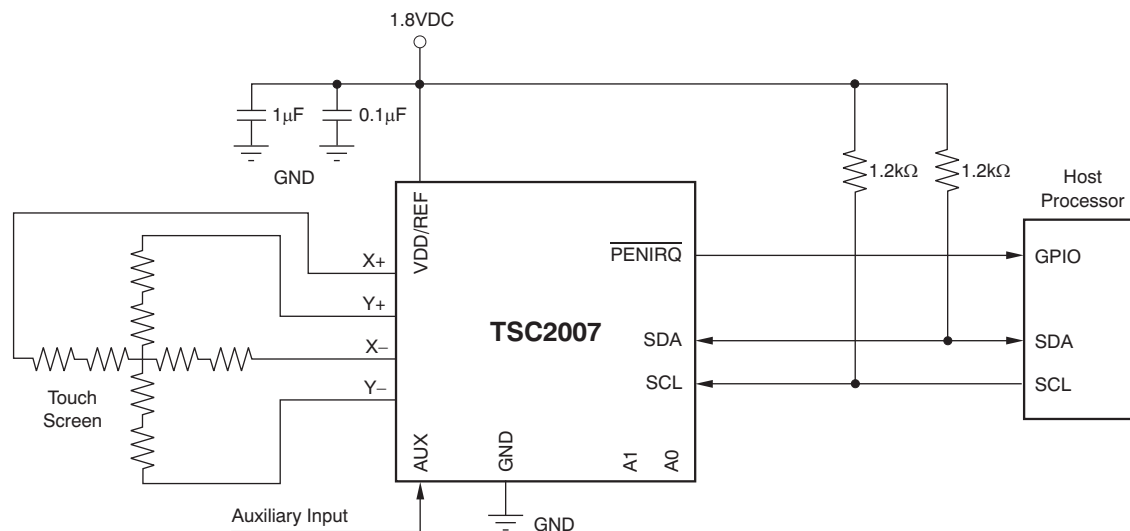 1.8VDC
1μF
0.1μF
GND
1.2kΩ
1.2kΩ
Host
Processor
VDD/REF
PENIRQ
GPIO
X+
Y+
TSC2007
X−
SDA
SDA
Y−
SCL
SCL
Touch
Screen
AUX
GND
A1
A0
Auxiliary Input
GND